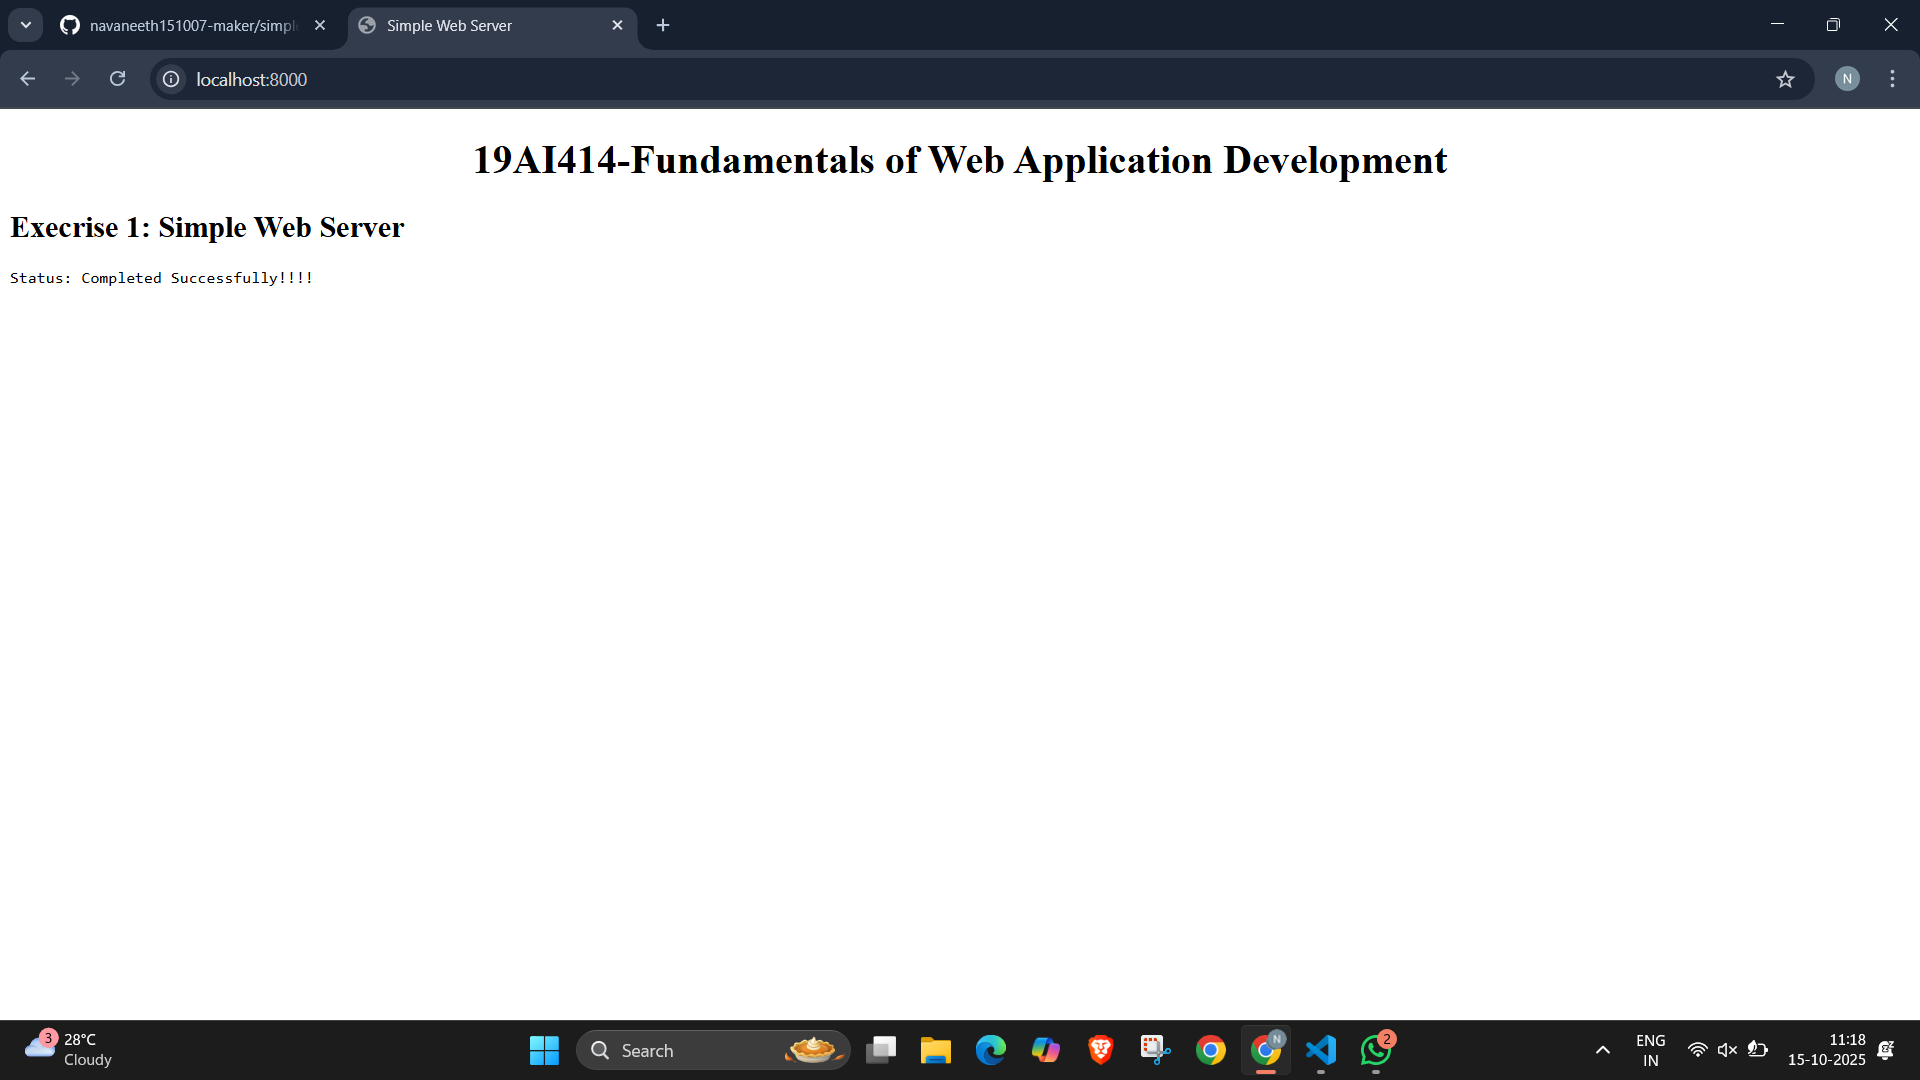 navaneeth151007-maker/simpl
Simple Web Server
localhost:8000
N
19AI414-Fundamentals of Web Application Development
Execrise 1: Simple Web Server
Status: Completed Successfully!!!!
3
28°C
Cloudy
Search
N
2
ENG
IN
11:18
15-10-2025